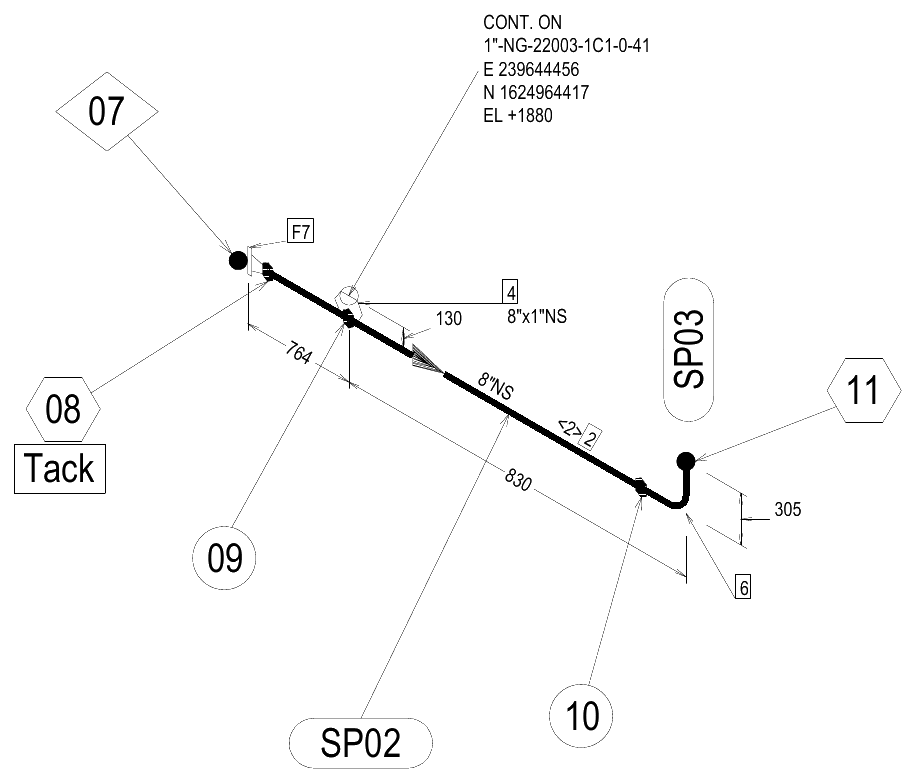 CONT. ON
1"-NG-22003-1C1-0-41
E 239644456
N 1624964417
EL +1880
07
F7
4
130
8"x1"NS
SP03
764
8"NS
11
08
<2> 2
Tack
830
305
09
6
10
SP02